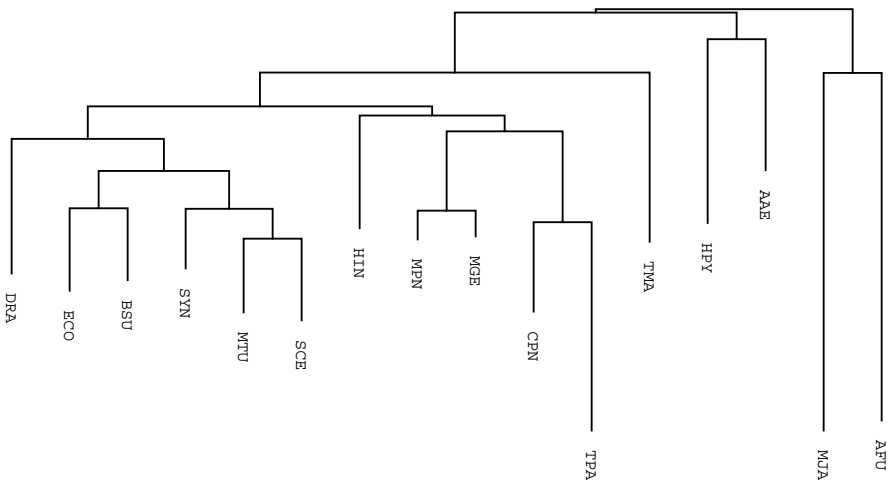 DRA
ECO
BSU
SYN
MTU
SCE
HIN
MPN
MGE
CPN
TPA
TMA
HPY
AAE
MJA
AFU